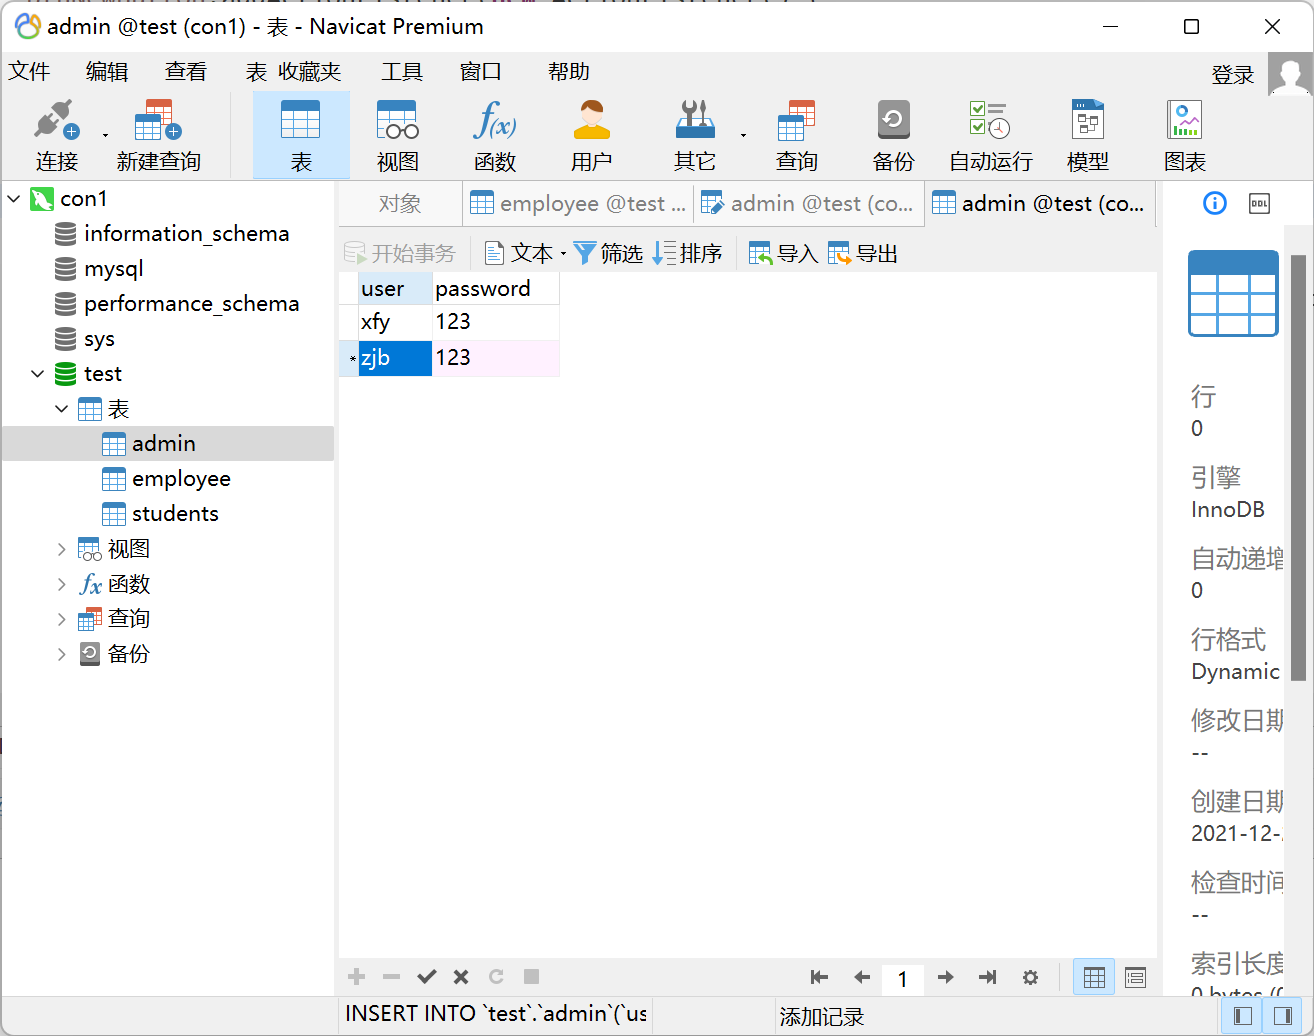 admin @test (con1) - 表 - Navicat Premium
文件 编辑 查看 表 收藏夹 工具 窗口 帮助 登录
连接 新建查询 表 视图 函数 用户 其它 查询 备份 自动运行 模型 图表
con1
information_schema
mysql
performance_schema
sys
test
表
admin
employee
students
视图
函数
查询
备份
对象 employee @test ... admin @test (co... admin @test (co...
开始事务 文本 筛选 排序 导入 导出
user password
xfy 123
* zjb 123
1
DDL
行
0
引擎
InnoDB
自动递增
0
行格式
Dynamic
修改日期
--
创建日期
2021-12-
检查时间
--
索引长度
0 bytes (0
INSERT INTO `test`.`admin`(`us 添加记录